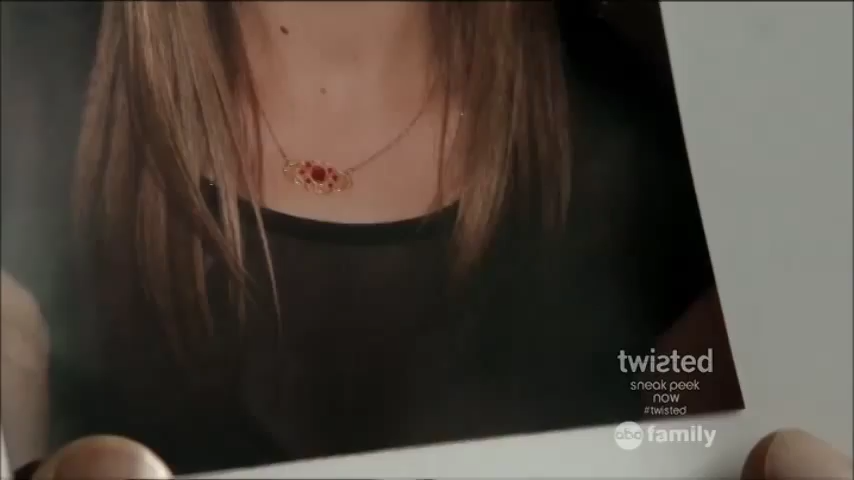 twisted
sneak peek
now
#twisted
abc family